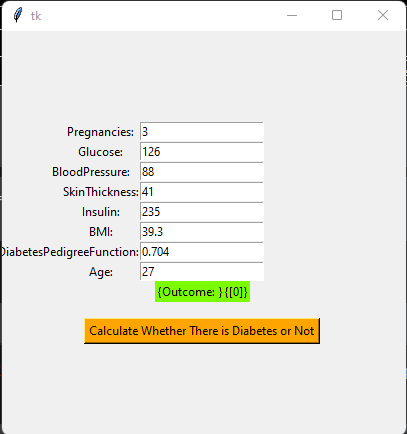 tk
Pregnancies: 3
Glucose: 126
BloodPressure: 88
SkinThickness: 41
Insulin: 235
BMI: 39.3
DiabetesPedigreeFunction: 0.704
Age: 27
{Outcome: } {[0]}
Calculate Whether There is Diabetes or Not